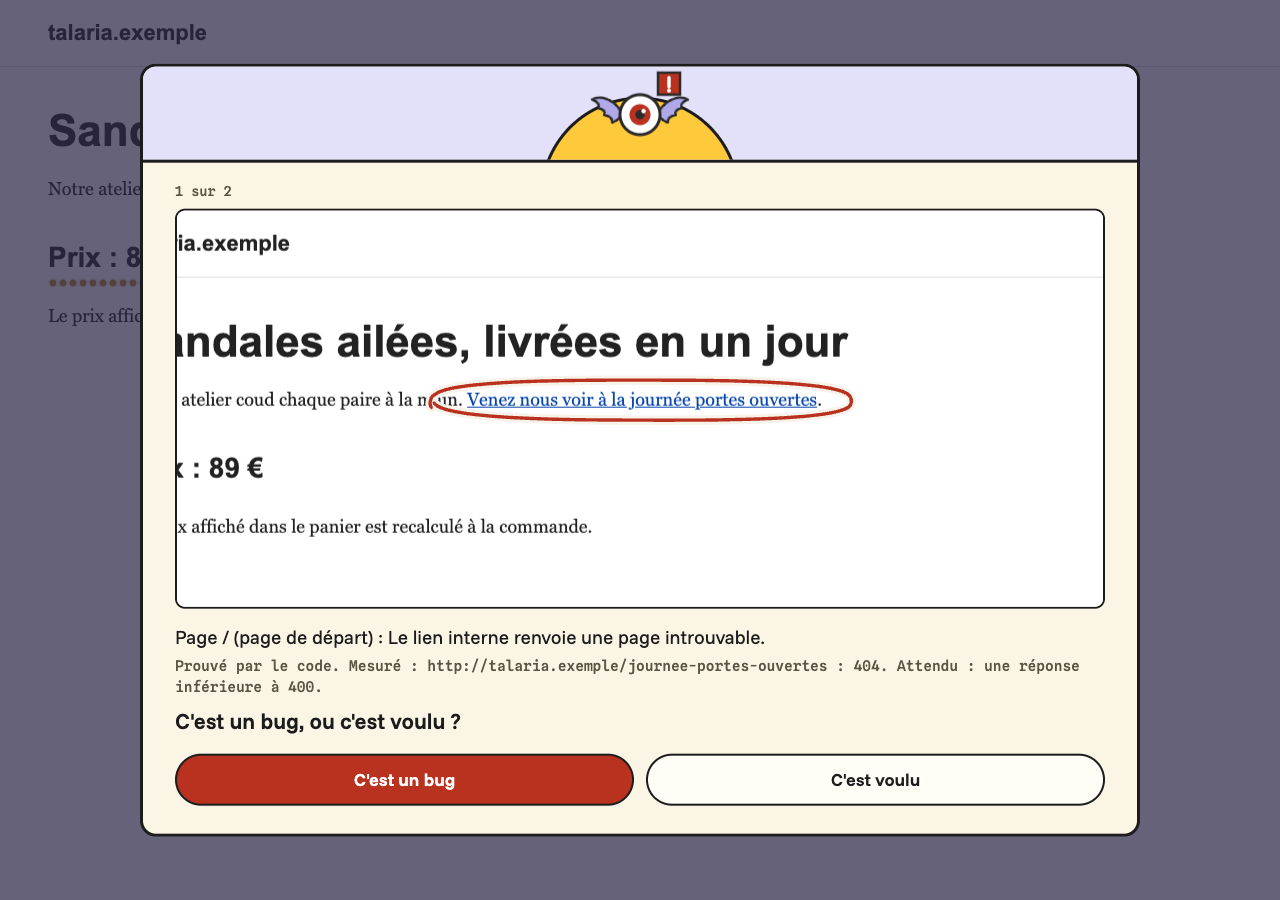 talaria.exemple
!
Sand
Notre atelie
Prix : 8
Le prix affic
1 sur 2
ria.exemple
andales ailées, livrées en un jour
atelier coud chaque paire à la main. Venez nous voir à la journée portes ouvertes.
x : 89 €
x affiché dans le panier est recalculé à la commande.
Page / (page de départ) : Le lien interne renvoie une page introuvable.
Prouvé par le code. Mesuré : http://talaria.exemple/journee-portes-ouvertes : 404. Attendu : une réponse
inférieure à 400.
C'est un bug, ou c'est voulu ?
C'est un bug
C'est voulu